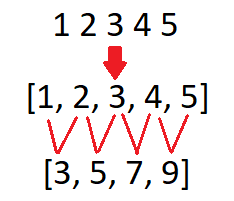 1 2 3 4 5
[1, 2, 3, 4, 5]
[3, 5, 7, 9]